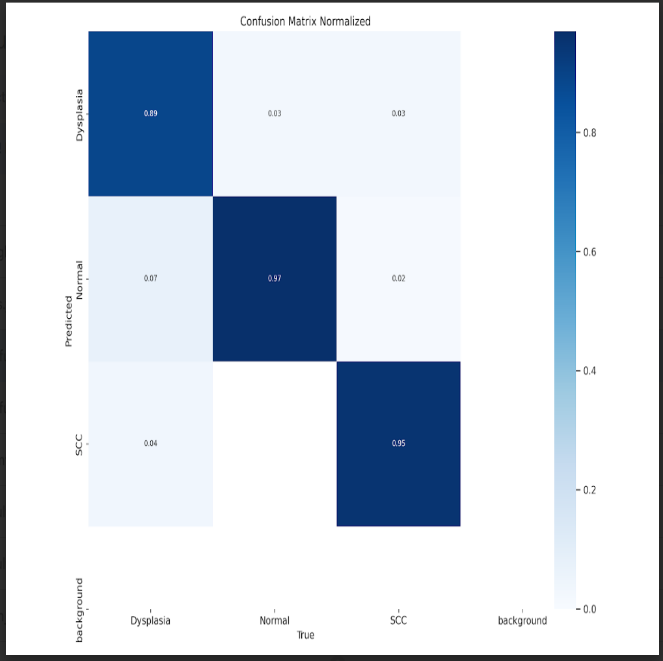 Confusion Matrix Normalized
Dysplasia
0.89
0.03
0.03
0.8
0.6
Predicted
Normal
0.07
0.97
0.02
0.4
SCC
0.04
0.95
0.2
background
0.0
Dysplasia
Normal
SCC
background
True